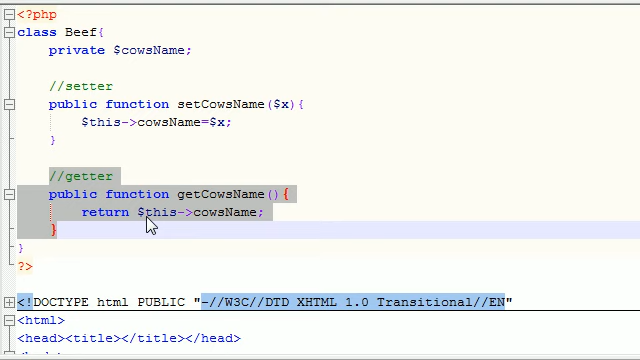 <?php
class Beef{
private $cowsName;
//setter
public function setCowsName($x){
$this->cowsName=$x;
}
//getter
public function getCowsName(){
return $this->cowsName;
}
}
?>
<!DOCTYPE html PUBLIC "-//W3C//DTD XHTML 1.0 Transitional//EN"
<html>
<head><title></title></head>